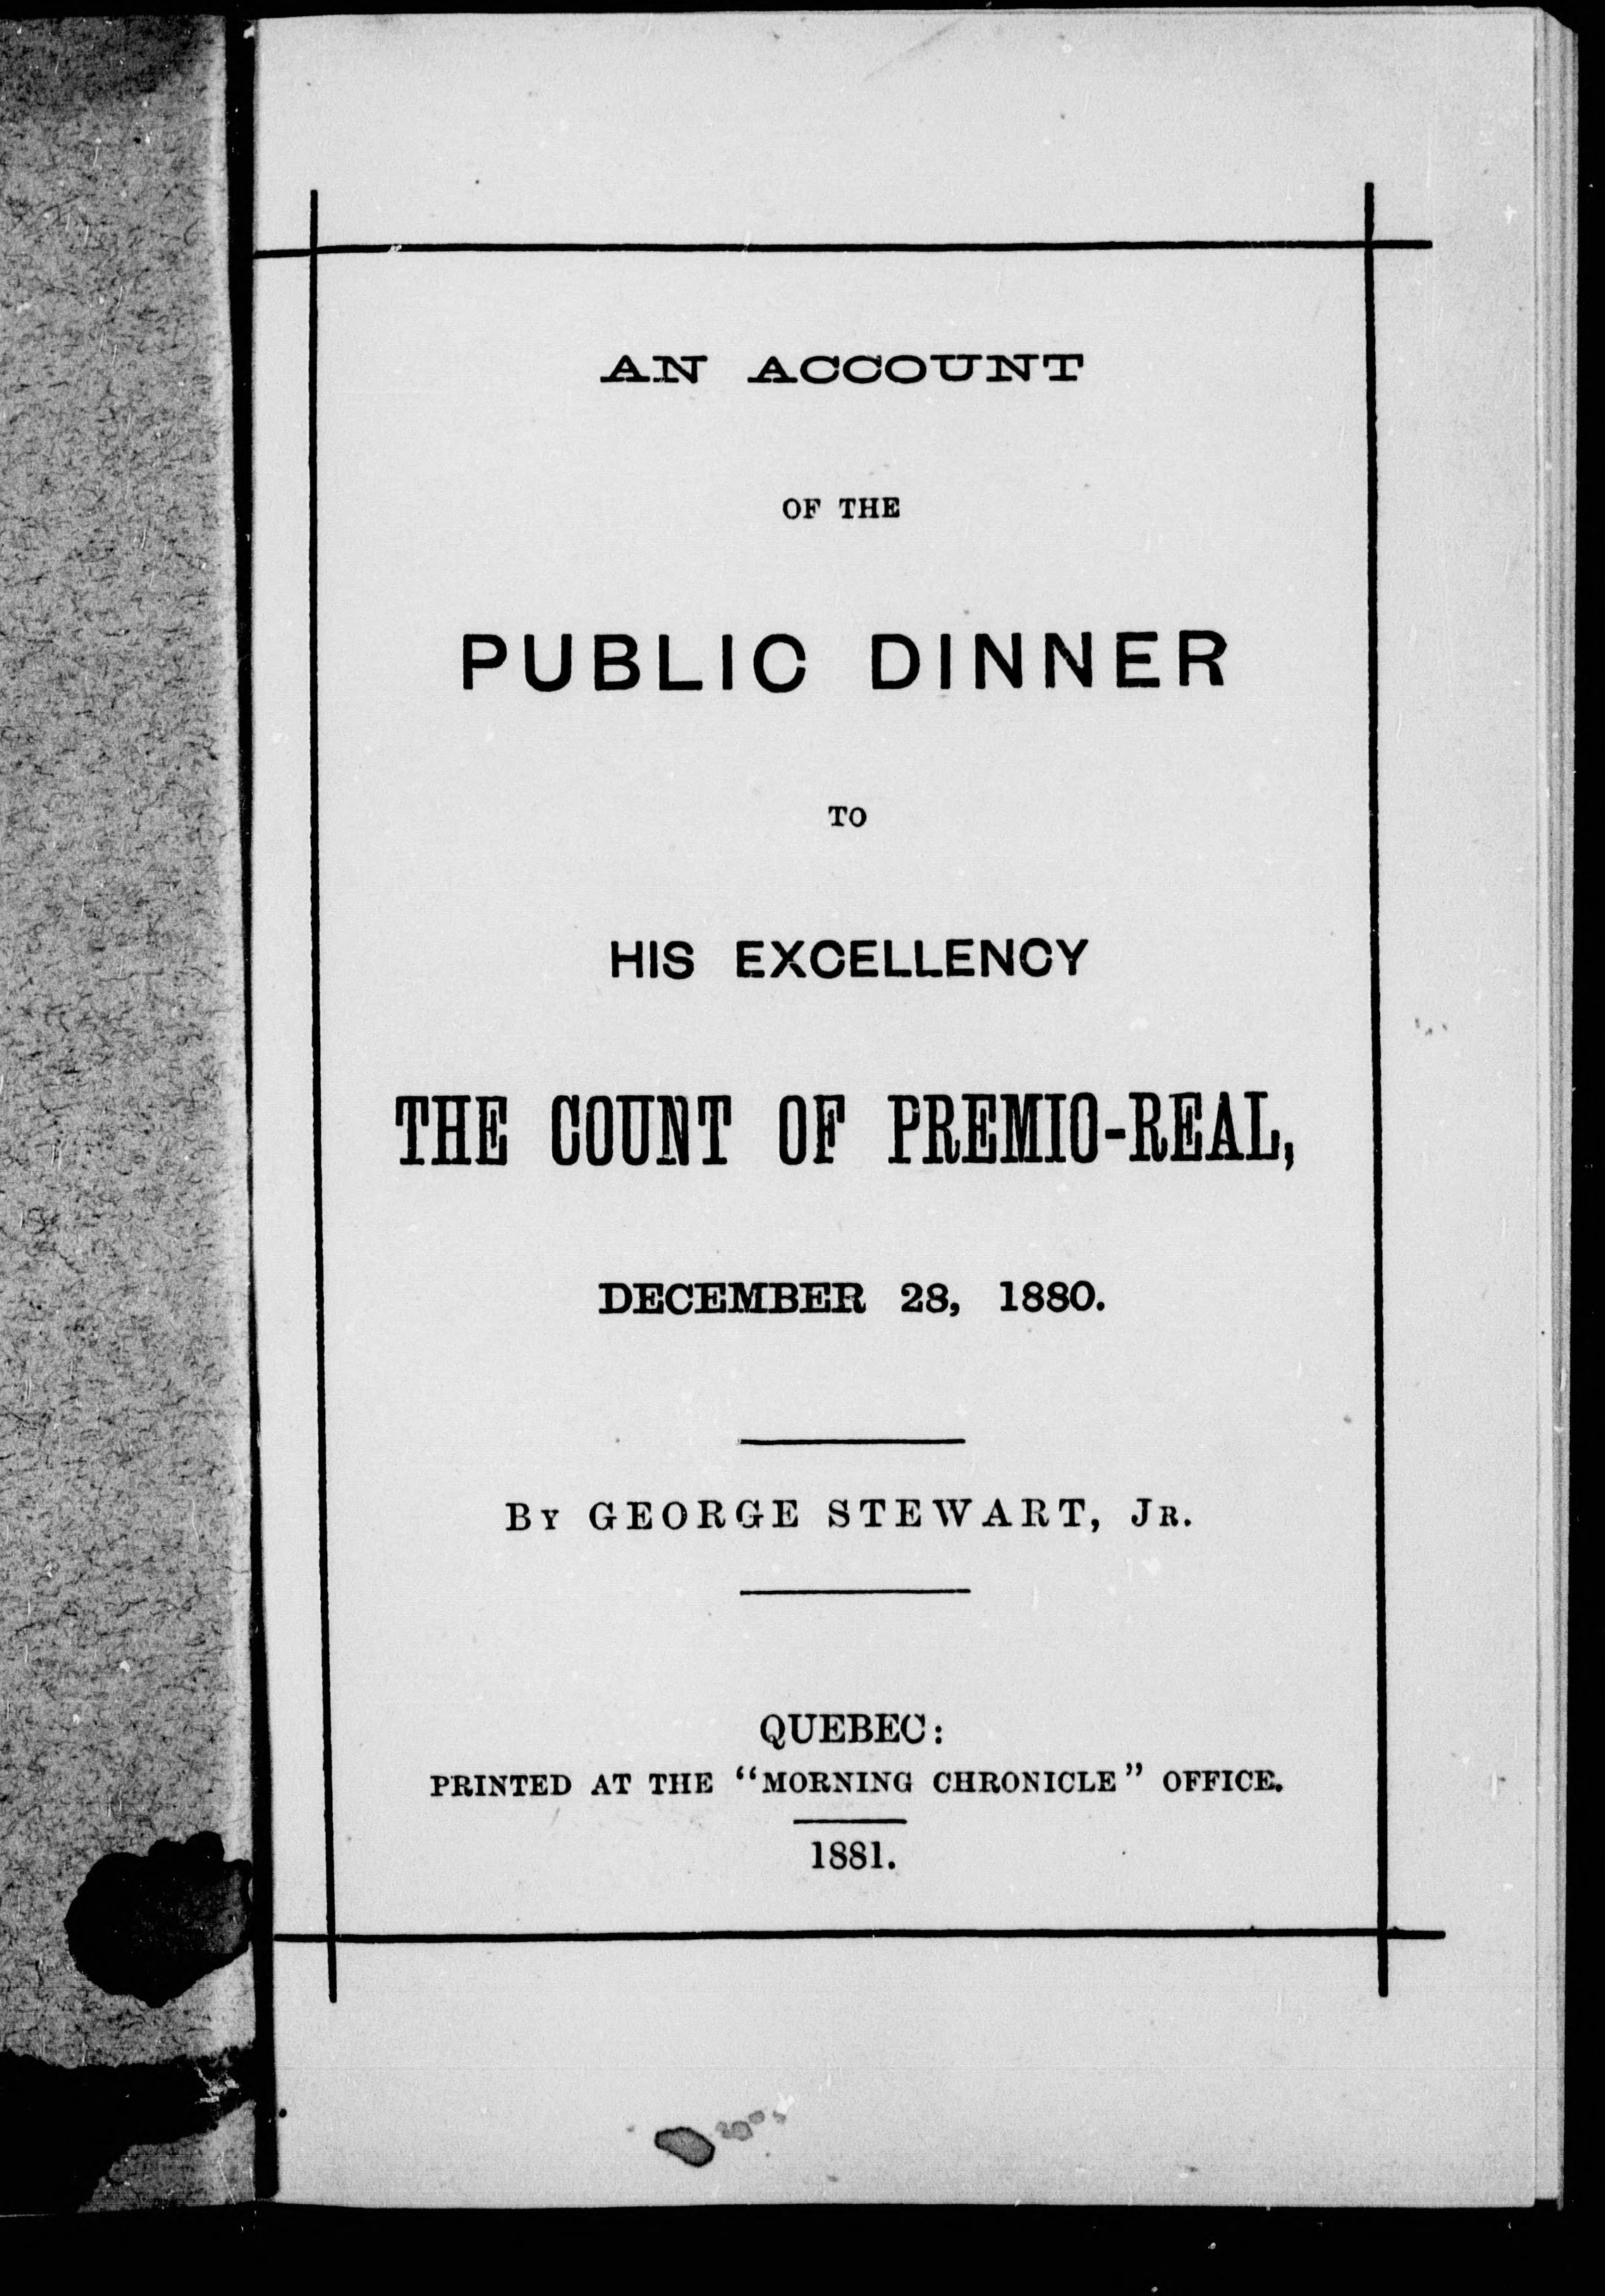 AN ACCOUNT
OF THE
PUBLIC DINNER
TO
HIS EXCELLENCY
THE COUNT OF PREMIO-REAL,
DECEMBER 28, 1880.
BY GEORGE STEWART, JR.
QUEBEC:
PRINTED AT THE “MORNING CHRONICLE” OFFICE.
1881.